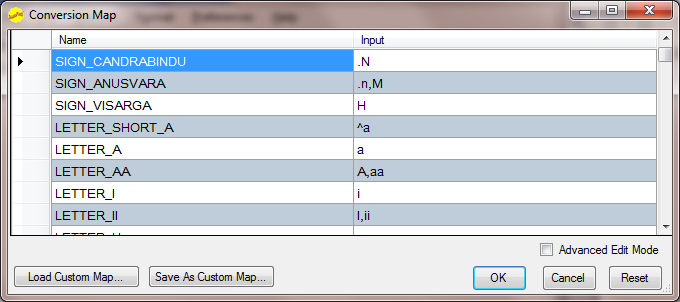 Conversion Map
Name Input
SIGN_CANDRABINDU .N
SIGN_ANUSVARA .n,M
SIGN_VISARGA H
LETTER_SHORT_A ^a
LETTER_A a
LETTER_AA A,aa
LETTER_I i
LETTER_II I,ii
Advanced Edit Mode
Load Custom Map... Save As Custom Map... OK Cancel Reset